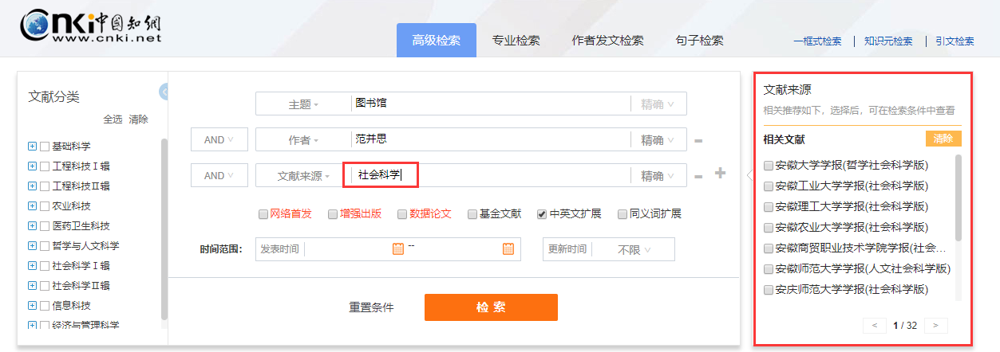 cnki中国知網
www.cnki.net
高级检索 专业检索 作者发文检索 句子检索
一框式检索 | 知识元检索 | 引文检索
文献分类
全选 清除
基础科学
工程科技Ⅰ辑
工程科技Ⅱ辑
农业科技
医药卫生科技
哲学与人文科学
社会科学Ⅰ辑
社会科学Ⅱ辑
信息科技
经济与管理科学
主题 图书馆 精确
AND 作者 范并思 精确
AND 文献来源 社会科学 精确
网络首发 增强出版 数据论文 基金文献 中英文扩展 同义词扩展
时间范围: 发表时间 -- 更新时间 不限
重置条件 检索
文献来源
相关推荐如下，选择后，可在检索条件中查看
相关文献 清除
安徽大学学报(哲学社会科学版)
安徽工业大学学报(社会科学版)
安徽理工大学学报(社会科学版)
安徽农业大学学报(社会科学版)
安徽商贸职业技术学院学报(社会…
安徽师范大学学报(人文社会科学版)
安庆师范大学学报(社会科学版)
< 1 / 32 >